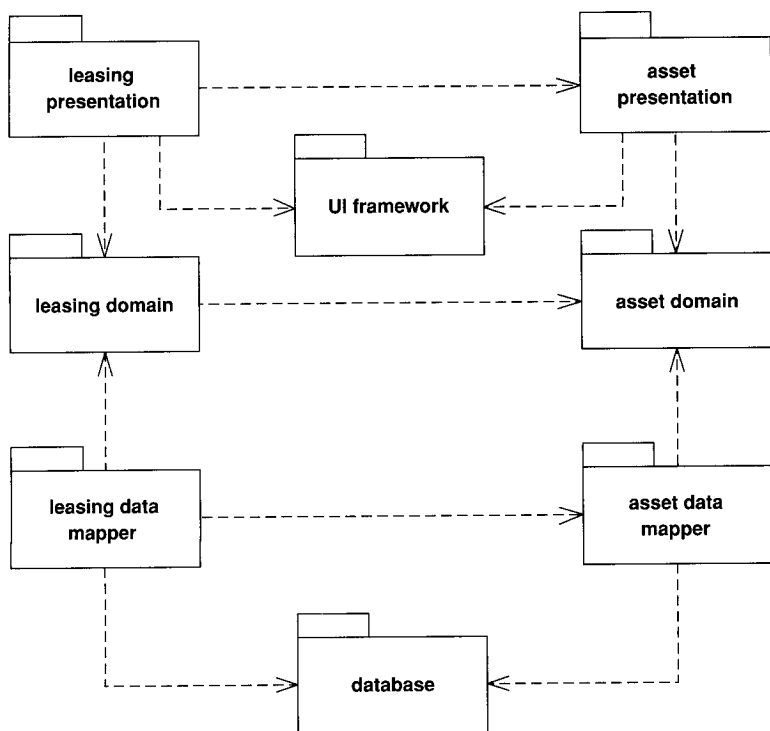 leasing
presentation
asset
presentation
UI framework
leasing domain
asset domain
leasing data
mapper
asset data
mapper
database